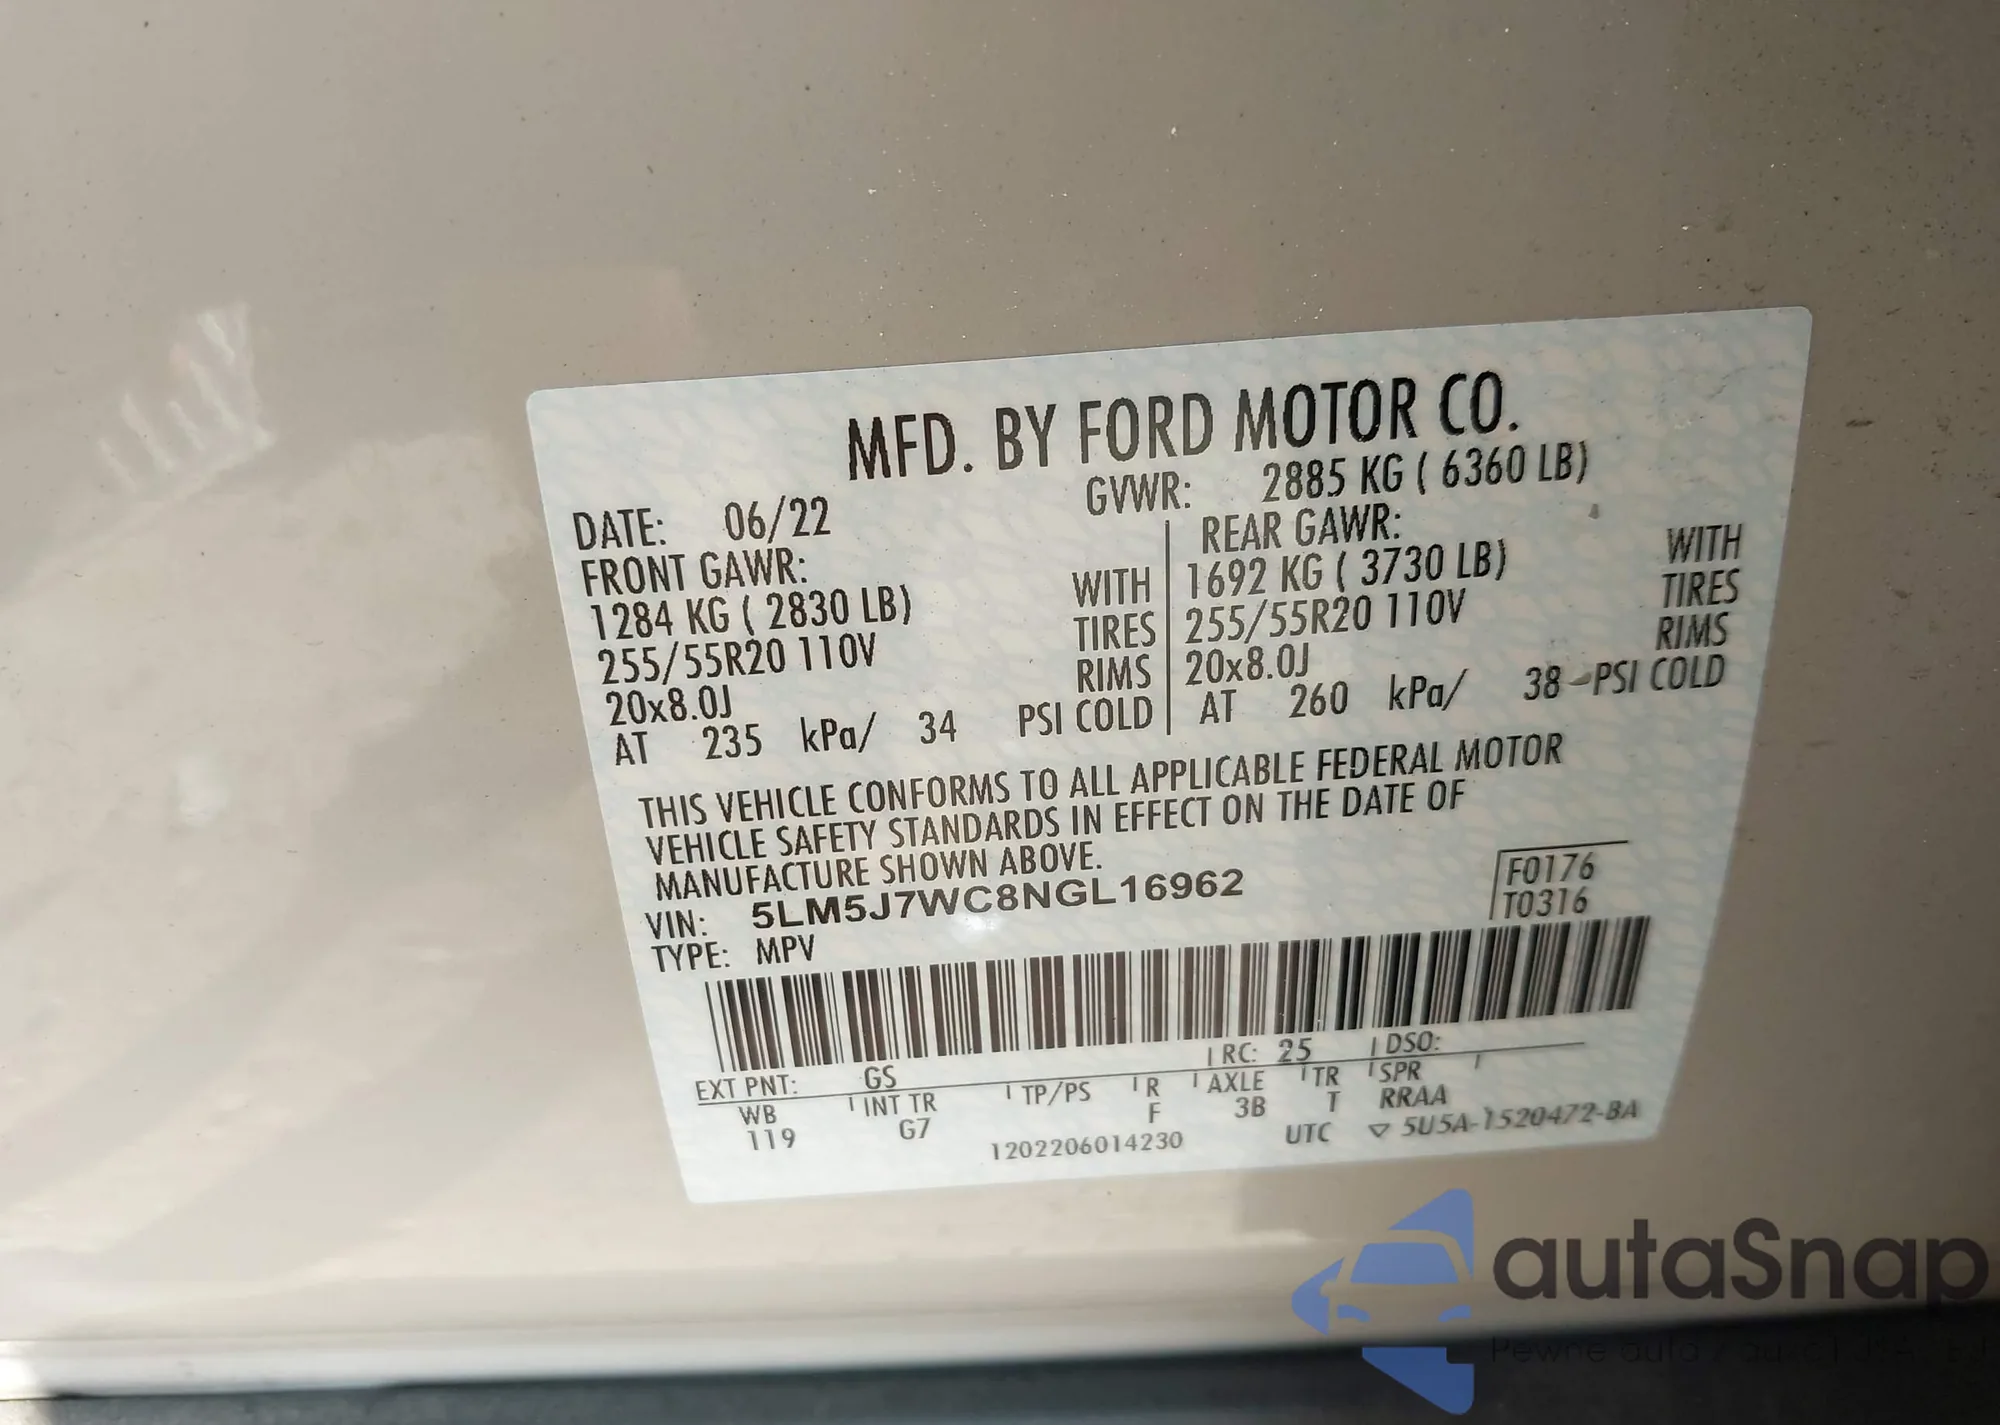 MFD. BY FORD MOTOR CO.
DATE: 06/22 GVWR: 2885 KG ( 6360 LB)
FRONT GAWR:
1284 KG ( 2830 LB) WITH
255/55R20 110V TIRES
20x8.0J RIMS
AT 235 kPa/ 34 PSI COLD
REAR GAWR: WITH
1692 KG ( 3730 LB) TIRES
255/55R20 110V RIMS
20x8.0J
AT 260 kPa/ 38 PSI COLD
THIS VEHICLE CONFORMS TO ALL APPLICABLE FEDERAL MOTOR
VEHICLE SAFETY STANDARDS IN EFFECT ON THE DATE OF
MANUFACTURE SHOWN ABOVE.
VIN: 5LM5J7WC8NGL16962
TYPE: MPV
F0176
T0316
EXT PNT: GS RC: 25 DSO:
WB INT TR TP/PS R AXLE TR SPR
119 G7 F 3B T RRAA
1202206014230 UTC ▽ 5U5A-1520472-BA
autaSnap
Pewne auto / auta